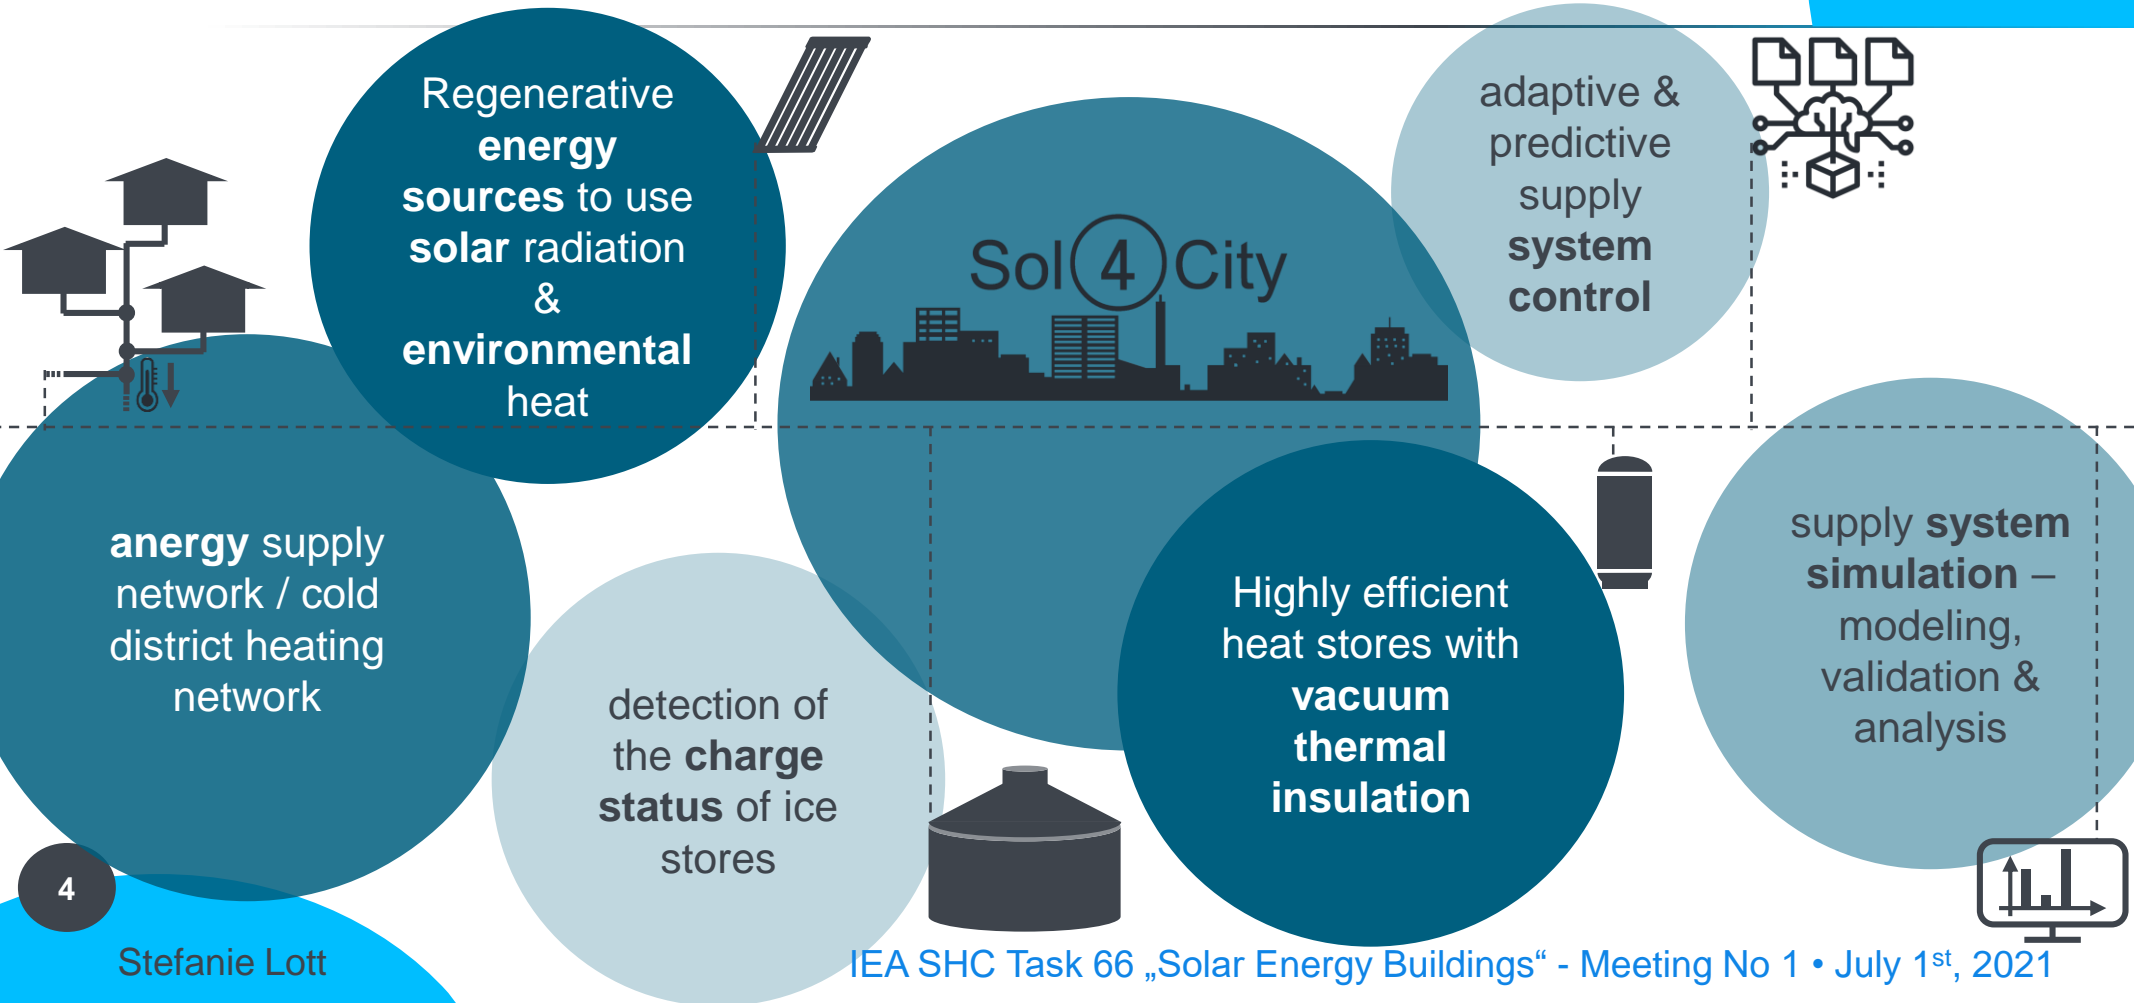 Regenerative
energy
sources to use
solar radiation
&
environmental
heat
Sol 4 City
adaptive &
predictive
supply
system
control
anergy supply
network / cold
district heating
network
detection of
the charge
status of ice
stores
Highly efficient
heat stores with
vacuum
thermal
insulation
supply system
simulation –
modeling,
validation &
analysis
4
Stefanie Lott
IEA SHC Task 66 „Solar Energy Buildings“ - Meeting No 1 • July 1st, 2021